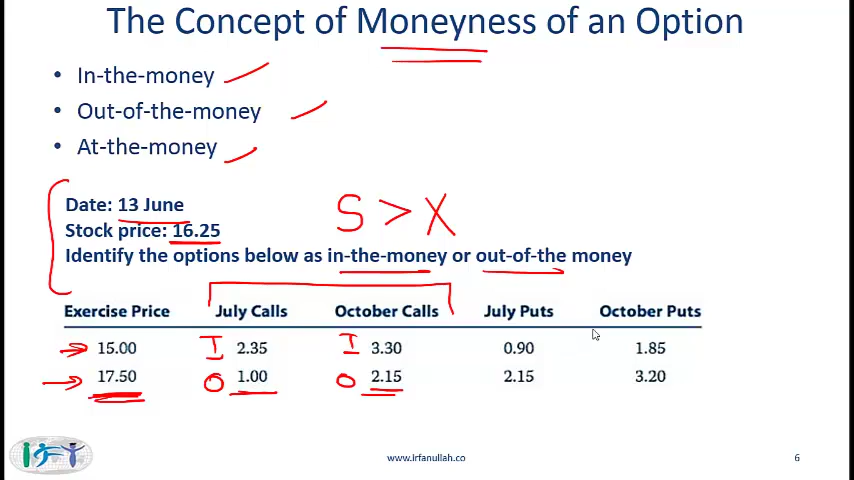 The Concept of Moneyness of an Option
• In-the-money
• Out-of-the-money
• At-the-money
Date: 13 June
Stock price: 16.25
S > X
Identify the options below as in-the-money or out-of-the money
Exercise Price July Calls October Calls July Puts October Puts
15.00 I 2.35 I 3.30 0.90 1.85
17.50 O 1.00 O 2.15 2.15 3.20
IFT
www.irfanullah.co
6